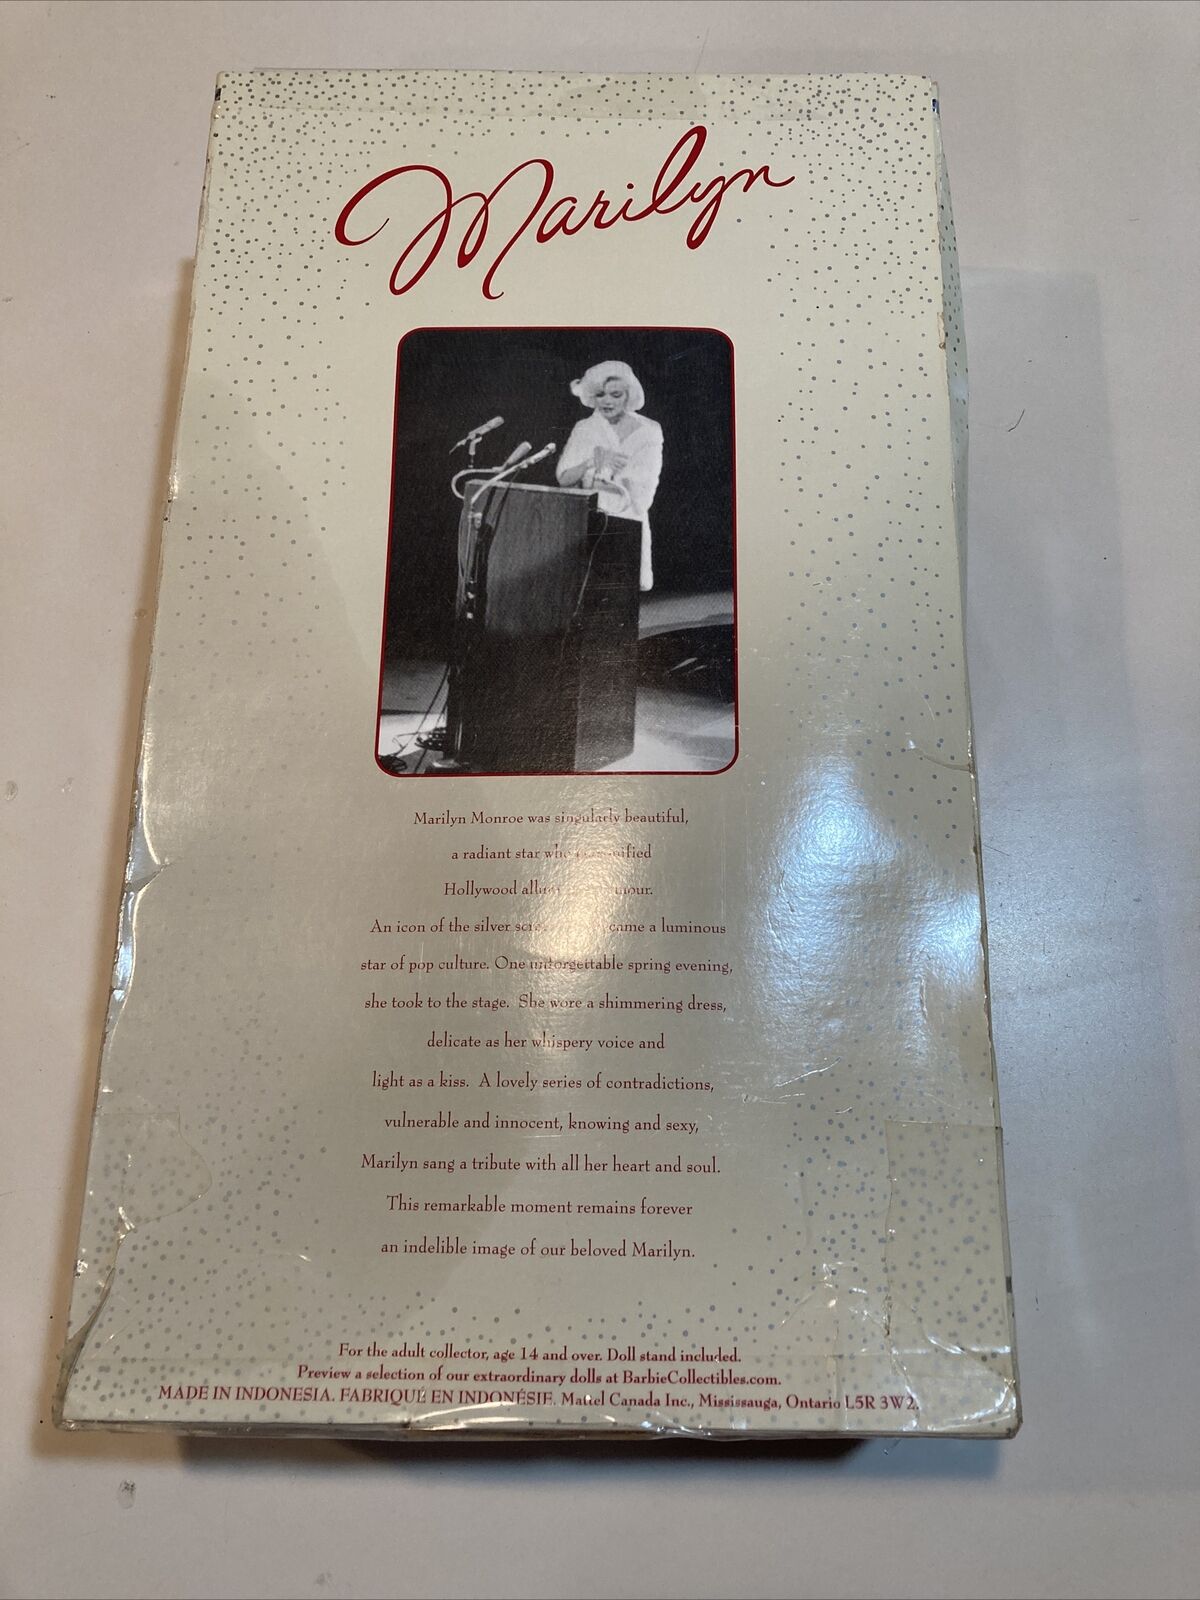 Marilyn
Marilyn Monroe was singularly beautiful,
a radiant star who
Hollywood
An icon of the silver a luminous
star of pop culture. One unforgettable spring evening,
she took to the stage. She wore a shimmering dress,
delicate as her whispery voice and
light as a kiss. A lovely series of contradictions,
vulnerable and innocent, knowing and sexy,
Marilyn sang a tribute with all her heart and soul.
This remarkable moment remains forever
an indelible image of our beloved Marilyn.
For the adult collector, age 14 and over. Doll stand included.
Preview a selection of our extraordinary dolls at BarbieCollectibles.com.
MADE IN INDONESIA. FABRIQUÉ EN INDONÉSIE. Mattel Canada Inc., Mississauga, Ontario L5R 3W2.